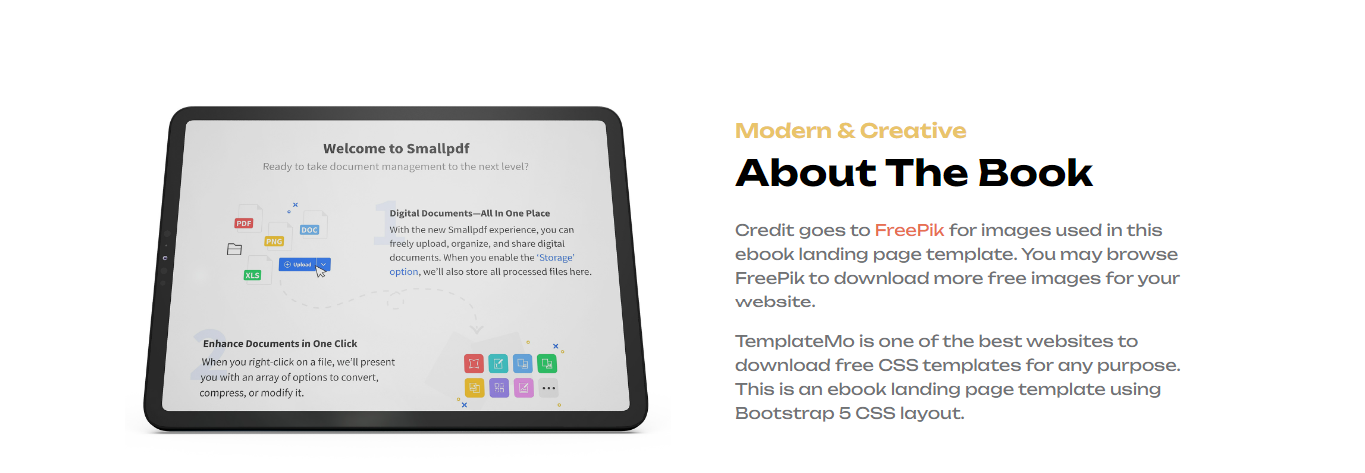 Welcome to Smallpdf
Ready to take document management to the next level?
PDF
PNG
DOC
XLS
Upload
1
Digital Documents—All In One Place
With the new Smallpdf experience, you can
freely upload, organize, and share digital
documents. When you enable the ‘Storage’
option, we’ll also store all processed files here.
2
Enhance Documents in One Click
When you right-click on a file, we’ll present
you with an array of options to convert,
compress, or modify it.
Modern & Creative
About The Book
Credit goes to FreePik for images used in this
ebook landing page template. You may browse
FreePik to download more free images for your
website.
TemplateMo is one of the best websites to
download free CSS templates for any purpose.
This is an ebook landing page template using
Bootstrap 5 CSS layout.